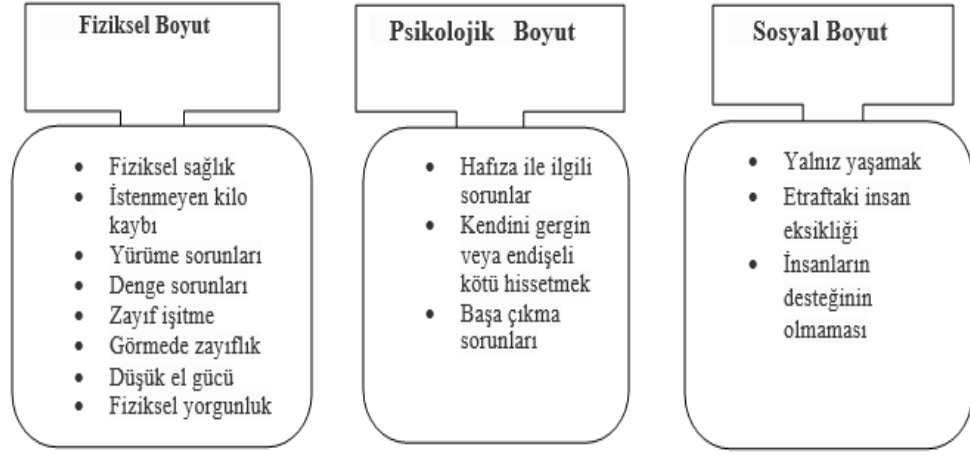 Fiziksel Boyut
• Fiziksel sağlık
• İstenmeyen kilo
kaybı
• Yürüme sorunları
• Denge sorunları
• Zayıf işitme
• Görmede zayıflık
• Düşük el gücü
• Fiziksel yorgunluk
Psikolojik Boyut
• Hafıza ile ilgili
sorunlar
• Kendini gergin
veya endişeli
kötü hissetmek
• Başa çıkma
sorunları
Sosyal Boyut
• Yalnız yaşamak
• Etraftaki insan
eksikliği
• İnsanların
desteğinin
olmaması